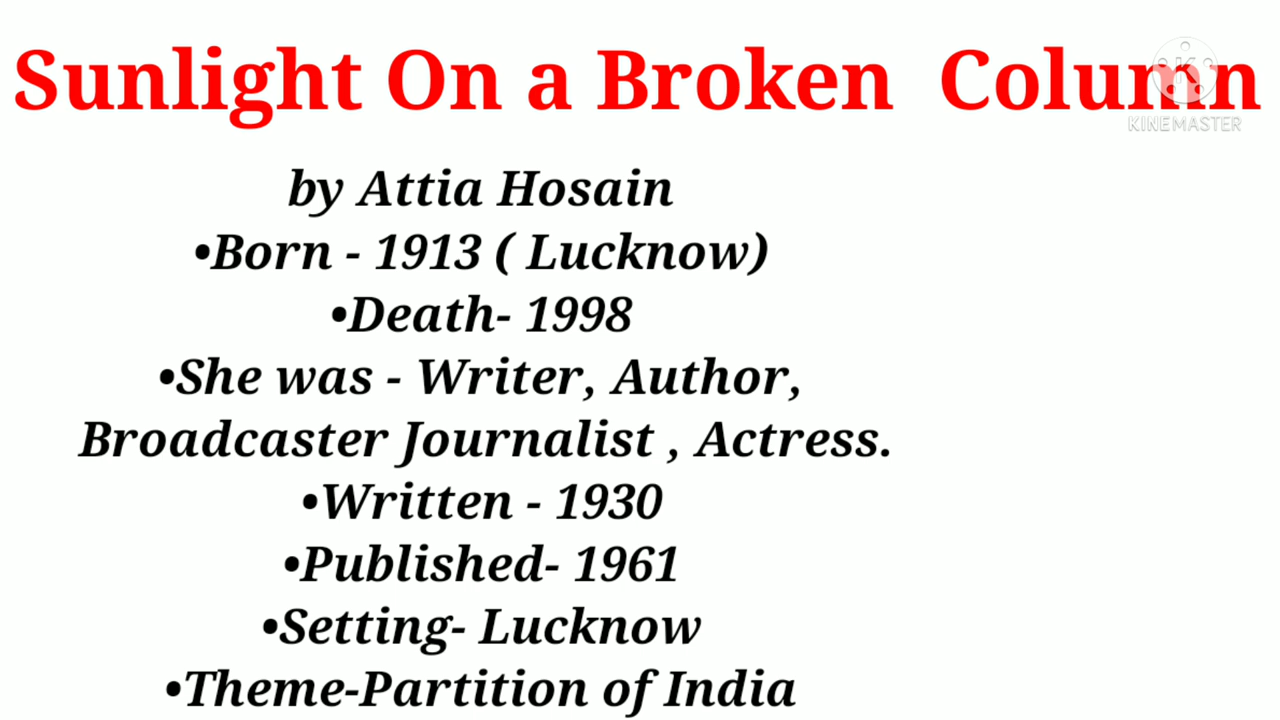 Sunlight On a Broken Column
KINEMASTER
by Attia Hosain
•Born - 1913 ( Lucknow)
•Death- 1998
•She was - Writer, Author,
Broadcaster Journalist , Actress.
•Written - 1930
•Published- 1961
•Setting- Lucknow
•Theme-Partition of India